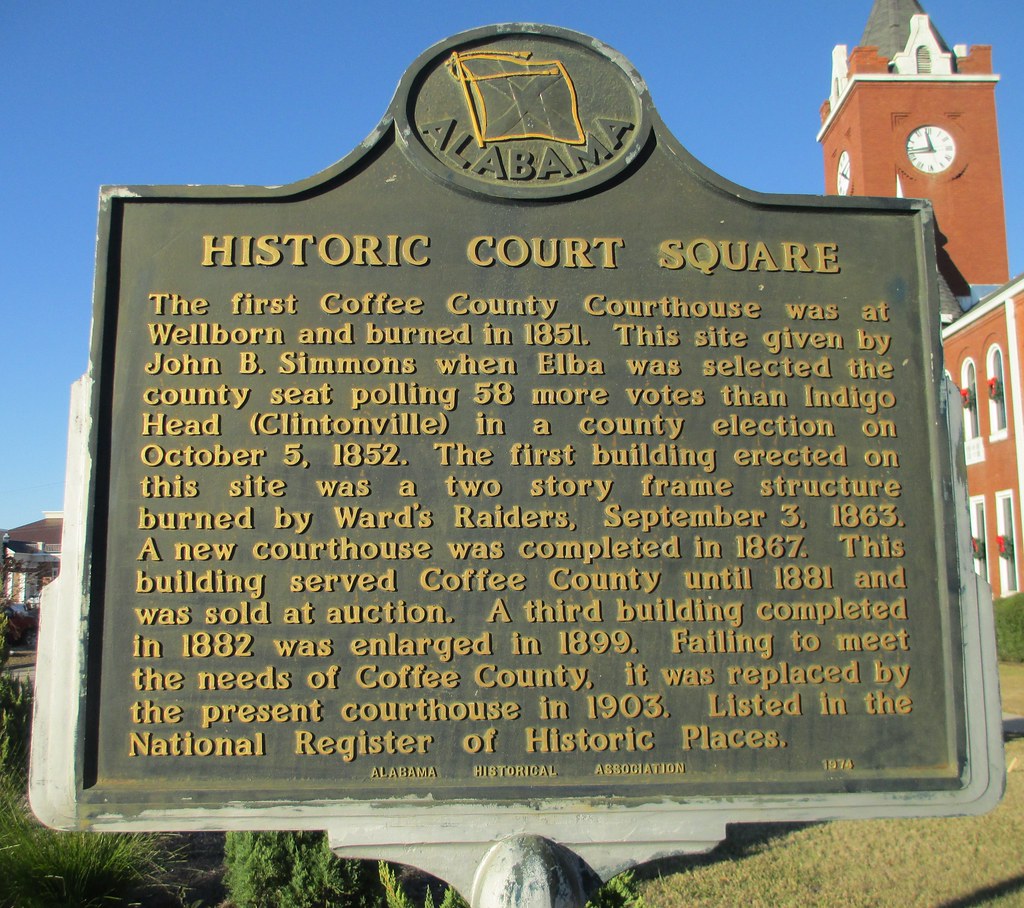 ALABAMA
HISTORIC COURT SQUARE
The first Coffee County Courthouse was at
Wellborn and burned in 1851. This site given by
John B. Simmons when Elba was selected the
county seat polling 58 more votes than Indigo
Head (Clintonville) in a county election on
October 5, 1852. The first building erected on
this site was a two story frame structure
burned by Ward's Raiders, September 3, 1863.
A new courthouse was completed in 1867. This
building served Coffee County until 1881 and
was sold at auction. A third building completed
in 1882 was enlarged in 1899. Failing to meet
the needs of Coffee County, it was replaced by
the present courthouse in 1903. Listed in the
National Register of Historic Places.
ALABAMA HISTORICAL ASSOCIATION 1974